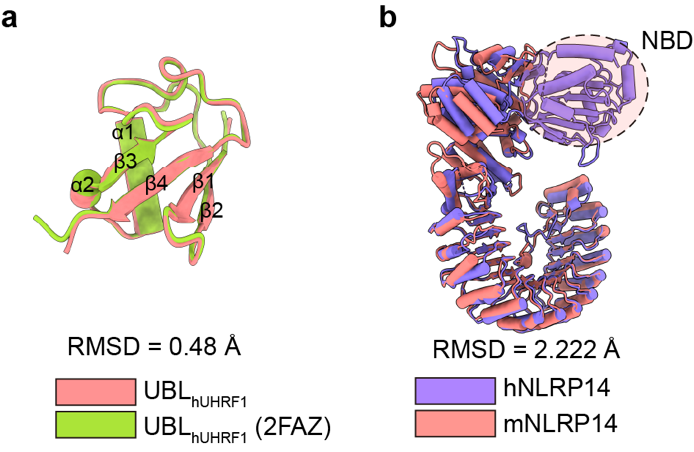 a
α1
β3
α2
β4
β1
β2
RMSD = 0.48 Å
UBLhUHRF1
UBLhUHRF1 (2FAZ)
b
NBD
RMSD = 2.222 Å
hNLRP14
mNLRP14